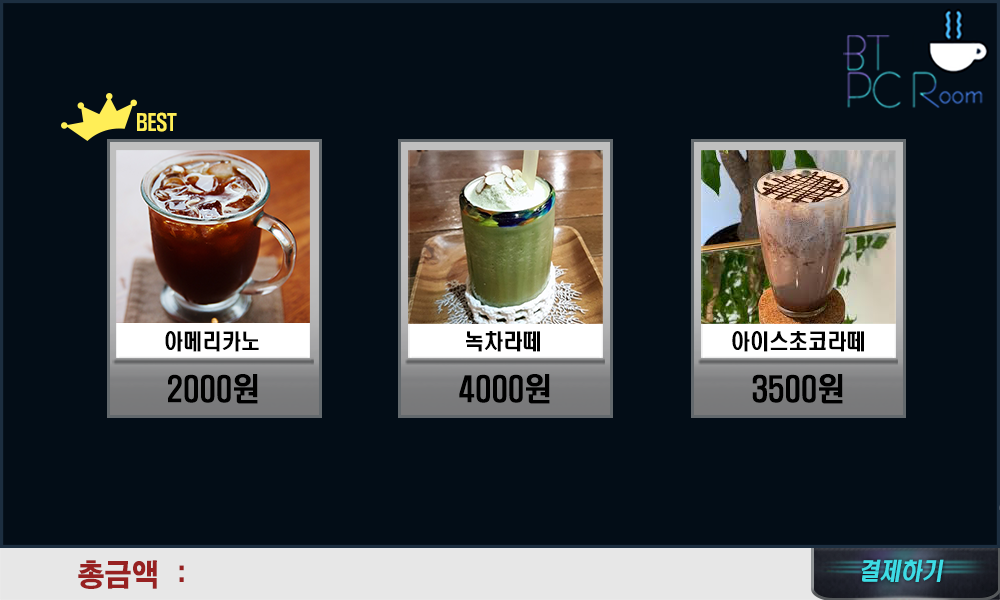 BT
PC Room
BEST
아메리카노
2000원
녹차라떼
4000원
아이스초코라떼
3500원
총금액 :
결제하기